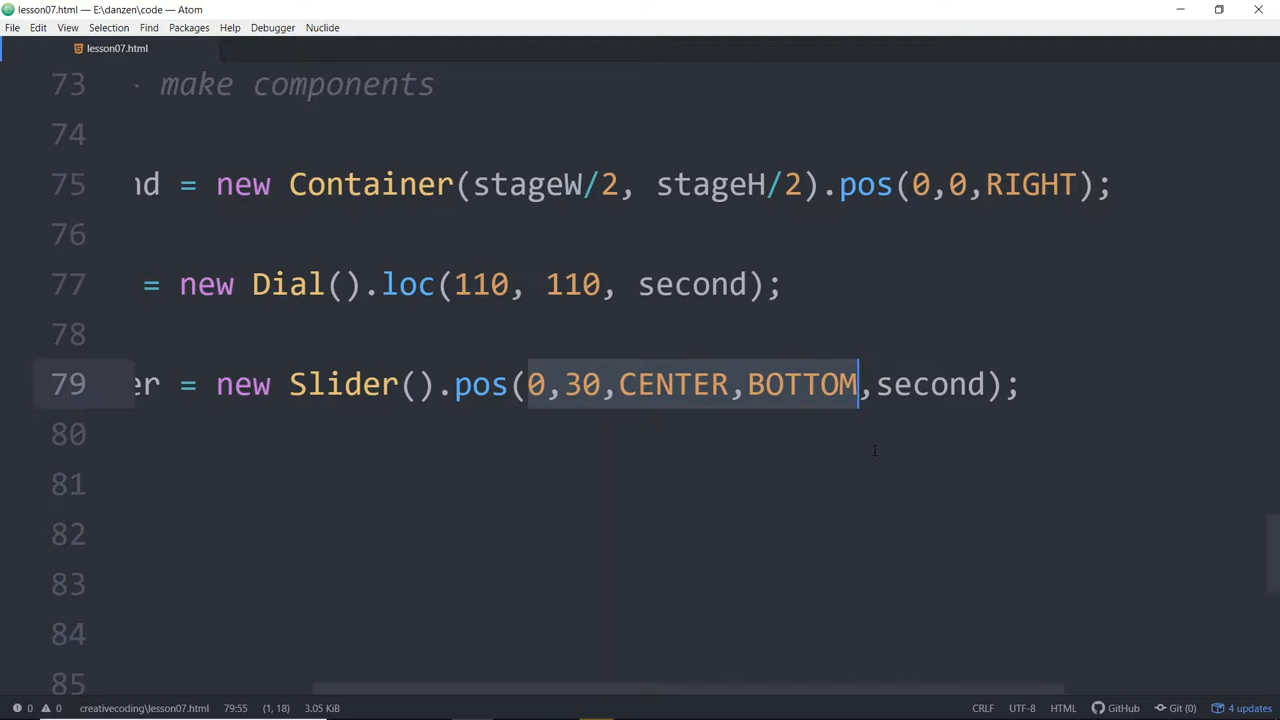 lesson07.html — E:\danzen\code — Atom
File Edit View Selection Find Packages Help Debugger Nuclide
lesson07.html
73 make components
74
75 nd = new Container(stageW/2, stageH/2).pos(0,0,RIGHT);
76
77 = new Dial().loc(110, 110, second);
78
79 er = new Slider().pos(0,30,CENTER,BOTTOM,second);
80
81
82
83
84
85
0 0 creativecoding\lesson07.html 79:55 (1, 18) 3.05 KiB CRLF UTF-8 HTML GitHub Git (0) 4 updates